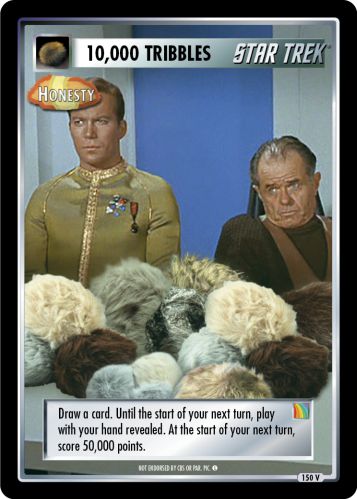 10,000 TRIBBLES
STAR TREK
HONESTY
Draw a card. Until the start of your next turn, play
with your hand revealed. At the start of your next turn,
score 50,000 points.
NOT ENDORSED BY CBS OR PAR. PIC.
150 V